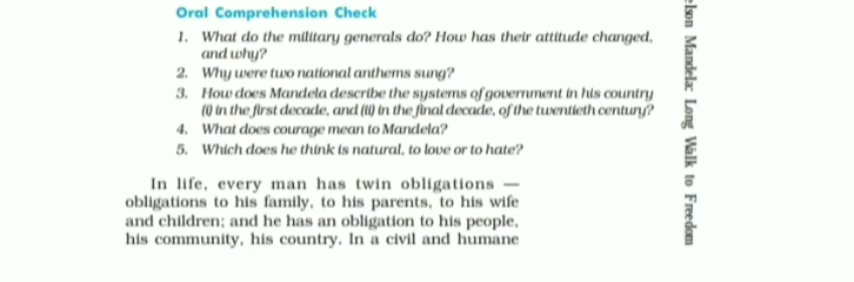 Oral Comprehension Check
1. What do the military generals do? How has their attitude changed,
and why?
2. Why were two national anthems sung?
3. How does Mandela describe the systems of government in his country
(i) in the first decade, and (ii) in the final decade, of the twentieth century?
4. What does courage mean to Mandela?
5. Which does he think is natural, to love or to hate?
In life, every man has twin obligations —
obligations to his family, to his parents, to his wife
and children; and he has an obligation to his people,
his community, his country. In a civil and humane
elson Mandela: Long Walk to Freedom